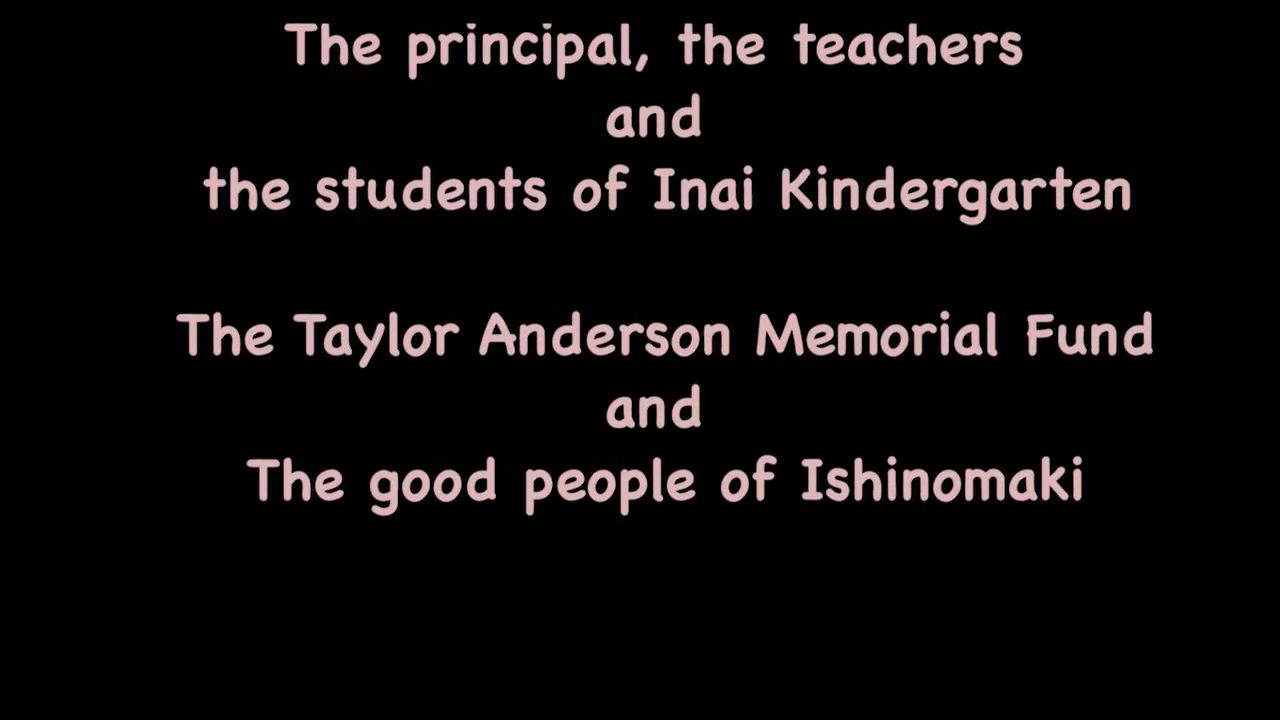 The principal, the teachers
and
the students of Inai Kindergarten
The Taylor Anderson Memorial Fund
and
The good people of Ishinomaki